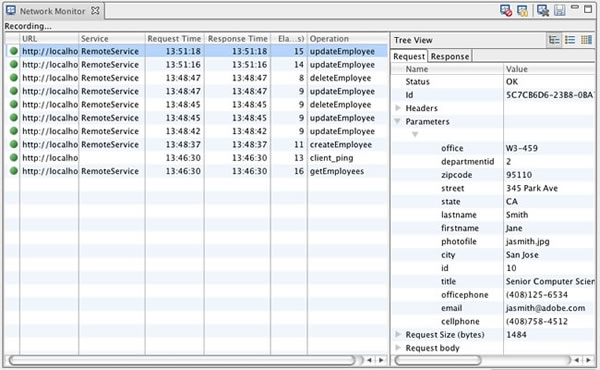 Network Monitor
Recording...
URL Service Request Time Response Time Ela...s) Operation
http://localho RemoteService 13:51:18 13:51:18 15 updateEmployee
http://localho RemoteService 13:51:16 13:51:16 14 updateEmployee
http://localho RemoteService 13:48:47 13:48:47 8 deleteEmployee
http://localho RemoteService 13:48:47 13:48:47 9 updateEmployee
http://localho RemoteService 13:48:45 13:48:45 9 deleteEmployee
http://localho RemoteService 13:48:45 13:48:45 9 updateEmployee
http://localho RemoteService 13:48:42 13:48:42 9 updateEmployee
http://localho RemoteService 13:48:37 13:48:37 11 createEmployee
http://localho 13:46:30 13:46:30 13 client_ping
http://localho RemoteService 13:46:30 13:46:30 16 getEmployees
Tree View
Request Response
Name Value
Status OK
Id 5C7CB6D6-23B8-0BA
Headers
Parameters
office W3-459
departmentid 2
zipcode 95110
street 345 Park Ave
state CA
lastname Smith
firstname Jane
photofile jasmith.jpg
city San Jose
id 10
title Senior Computer Scien
officephone (408)125-6534
email jasmith@adobe.com
cellphone (408)758-4512
Request Size (bytes) 1484
Request body